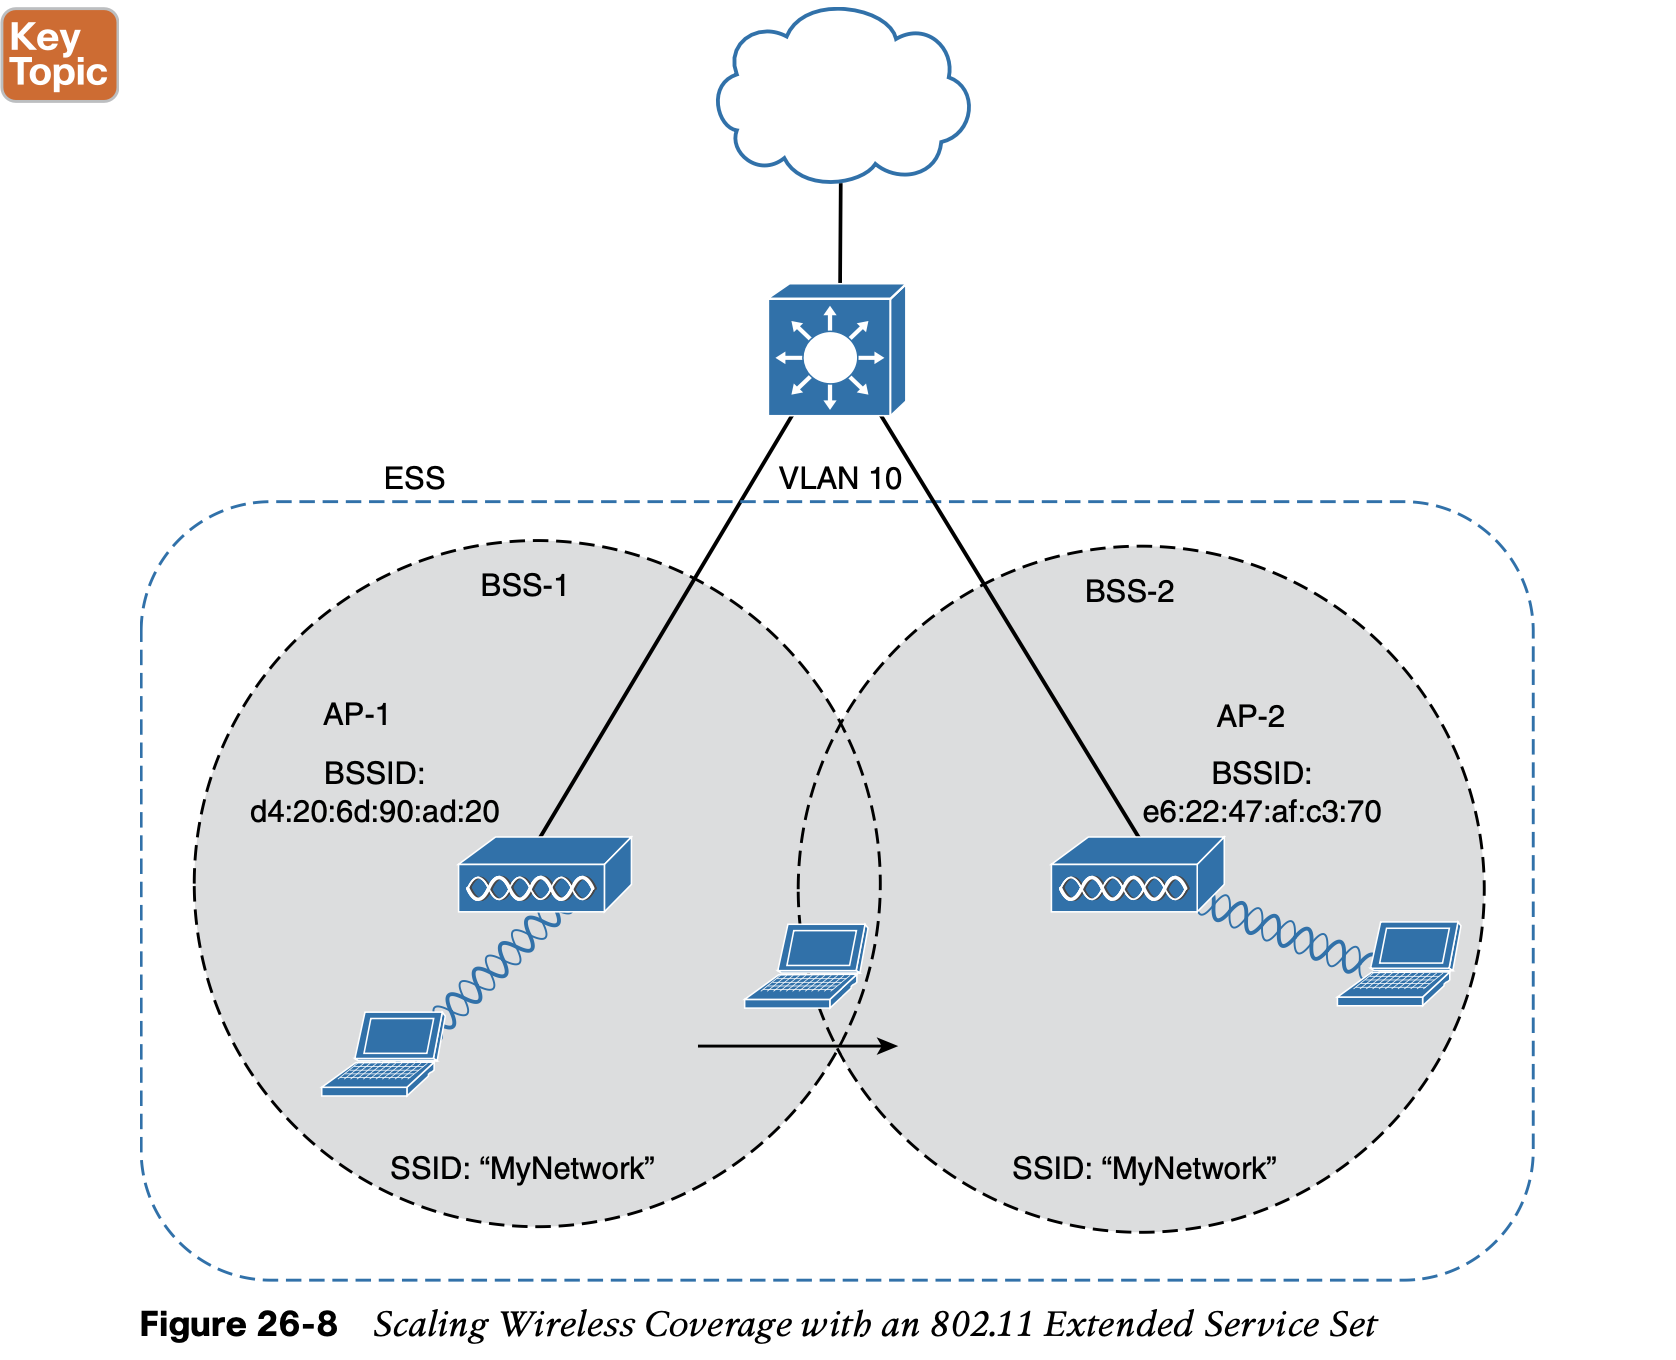 Key
Topic
ESS
VLAN 10
BSS-1
BSS-2
AP-1
BSSID:
d4:20:6d:90:ad:20
AP-2
BSSID:
e6:22:47:af:c3:70
SSID: “MyNetwork”
SSID: “MyNetwork”
Figure 26-8 Scaling Wireless Coverage with an 802.11 Extended Service Set